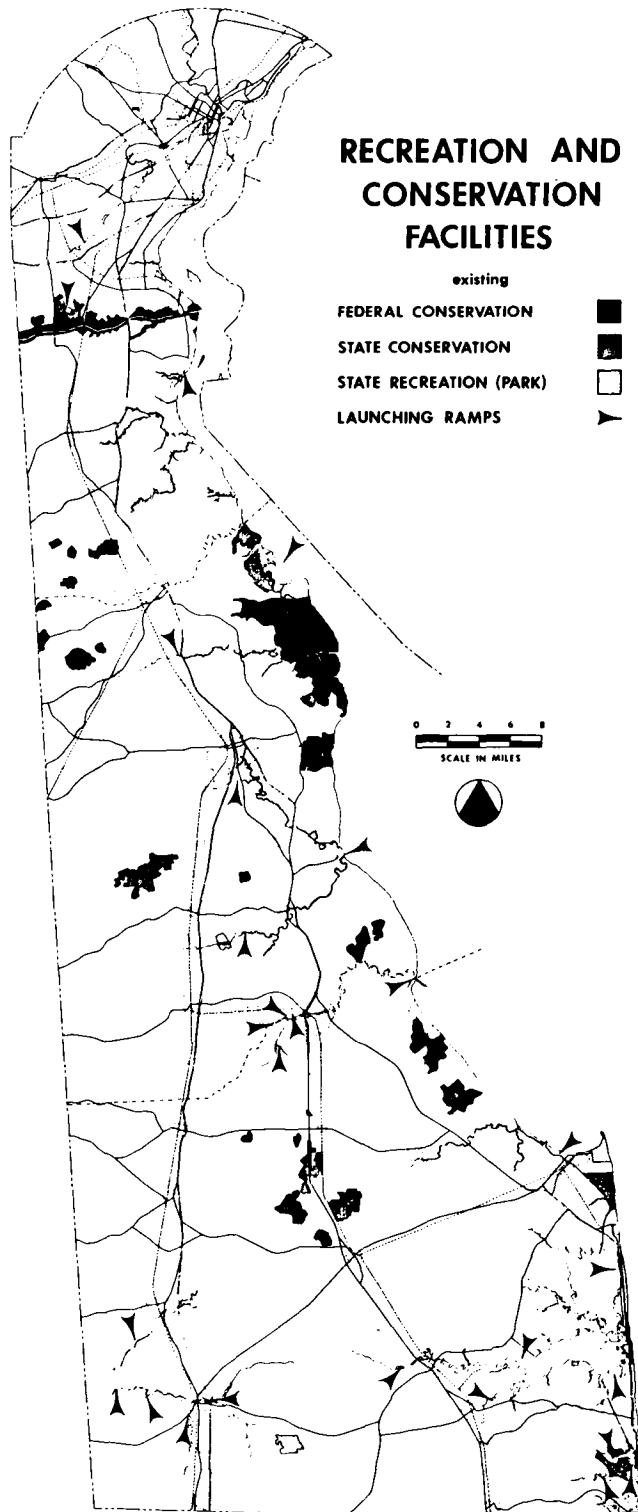 RECREATION AND
CONSERVATION
FACILITIES
existing
FEDERAL CONSERVATION
STATE CONSERVATION
STATE RECREATION (PARK)
LAUNCHING RAMPS
0 2 4 6 8
SCALE IN MILES